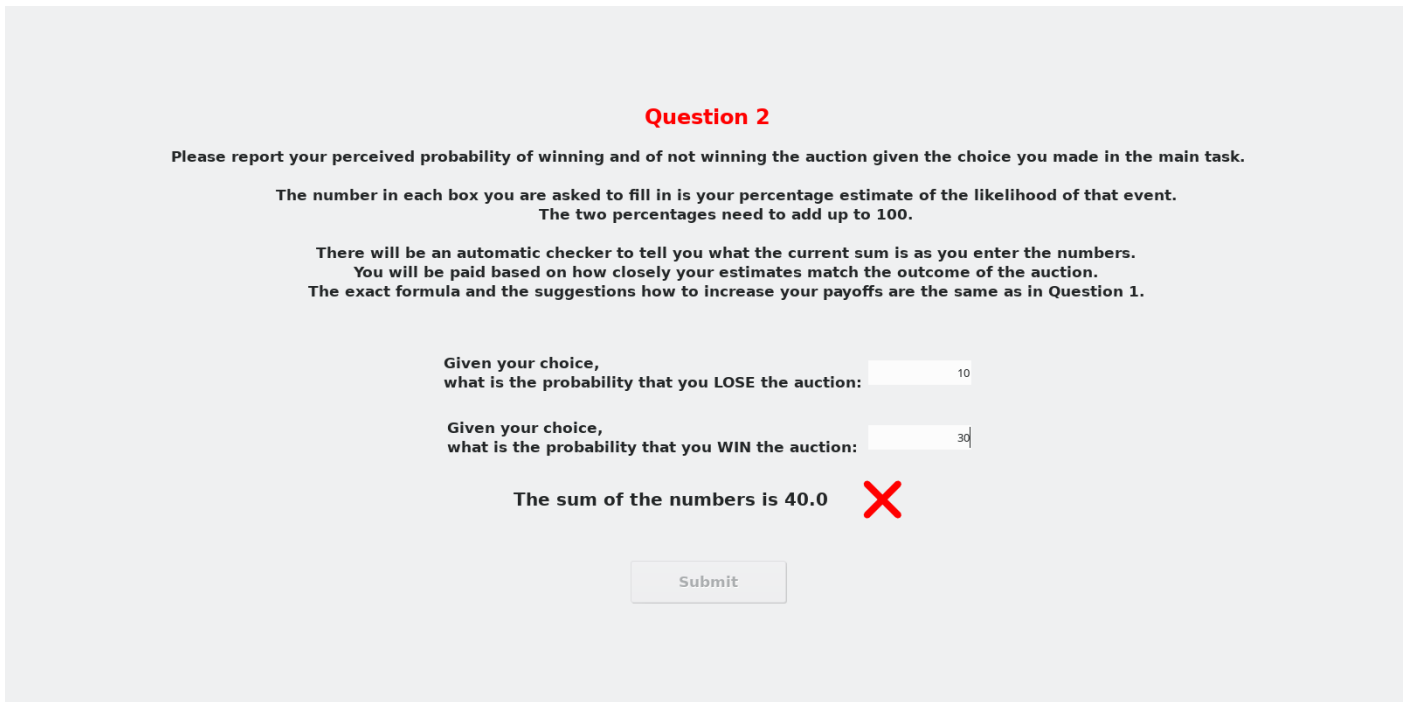 Question 2
Please report your perceived probability of winning and of not winning the auction given the choice you made in the main task.
The number in each box you are asked to fill in is your percentage estimate of the likelihood of that event.
The two percentages need to add up to 100.
There will be an automatic checker to tell you what the current sum is as you enter the numbers.
You will be paid based on how closely your estimates match the outcome of the auction.
The exact formula and the suggestions how to increase your payoffs are the same as in Question 1.
Given your choice,
what is the probability that you LOSE the auction: 10
Given your choice,
what is the probability that you WIN the auction: 30
The sum of the numbers is 40.0
Submit